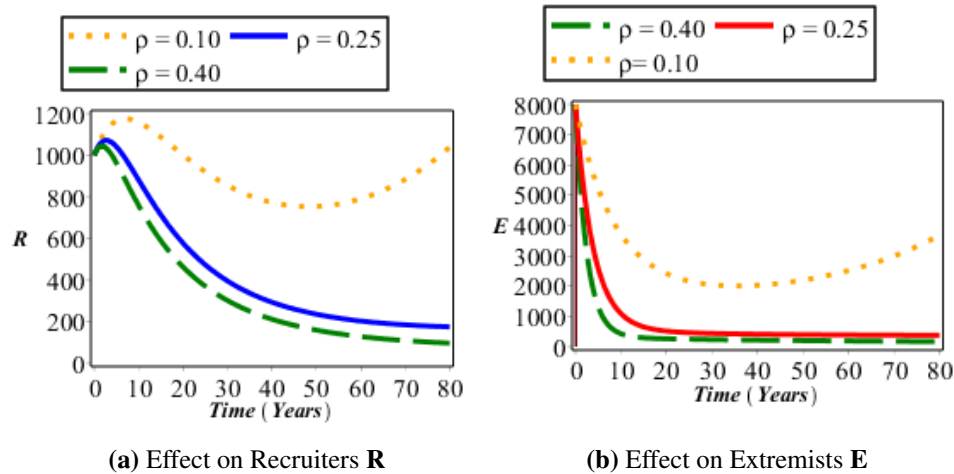 ρ = 0.10 ρ = 0.25
ρ = 0.40
1200
1000
800
R 600
400
200
0
0 10 20 30 40 50 60 70 80
Time (Years)
(a) Effect on Recruiters R
ρ = 0.40 ρ = 0.25
ρ= 0.10
8000
7000
6000
5000
E 4000
3000
2000
1000
0
0 10 20 30 40 50 60 70 80
Time (Years)
(b) Effect on Extremists E